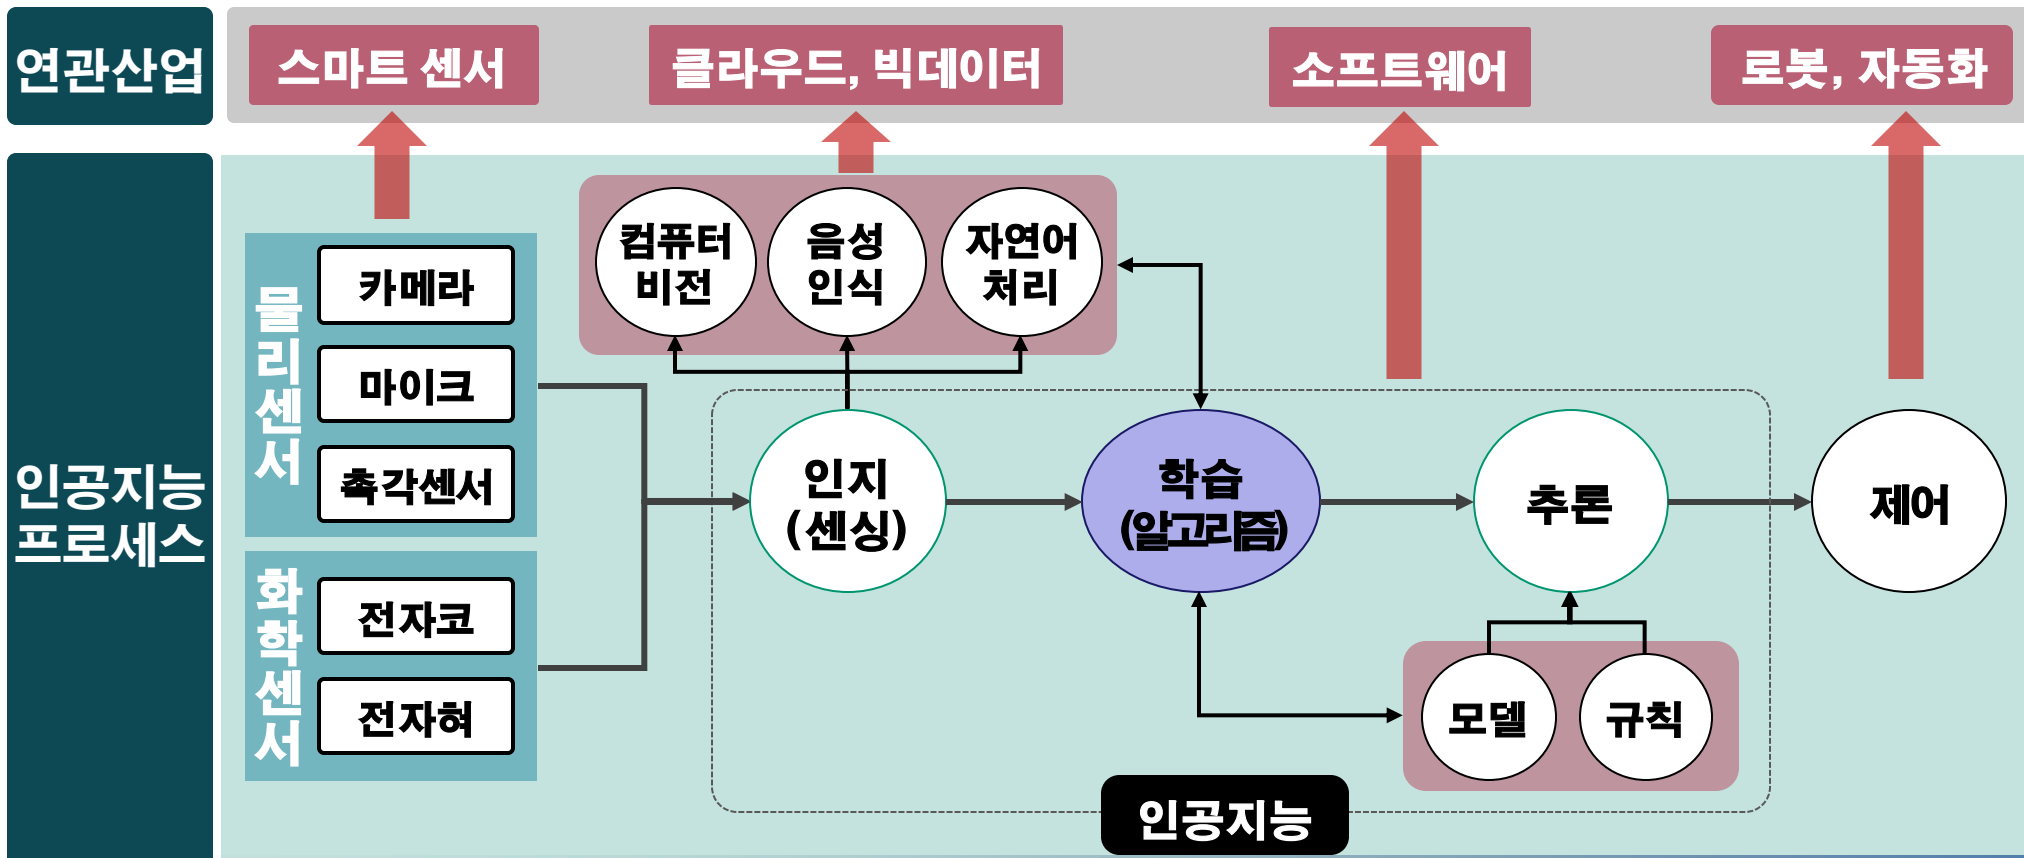 연관산업
스마트 센서
클라우드, 빅데이터
소프트웨어
로봇, 자동화
인공지능
프로세스
물리센서
카메라
마이크
촉각센서
화학센서
전자코
전자혀
컴퓨터
비전
음성
인식
자연어
처리
인지
(센싱)
학습
(알고리즘)
추론
제어
모델
규칙
인공지능